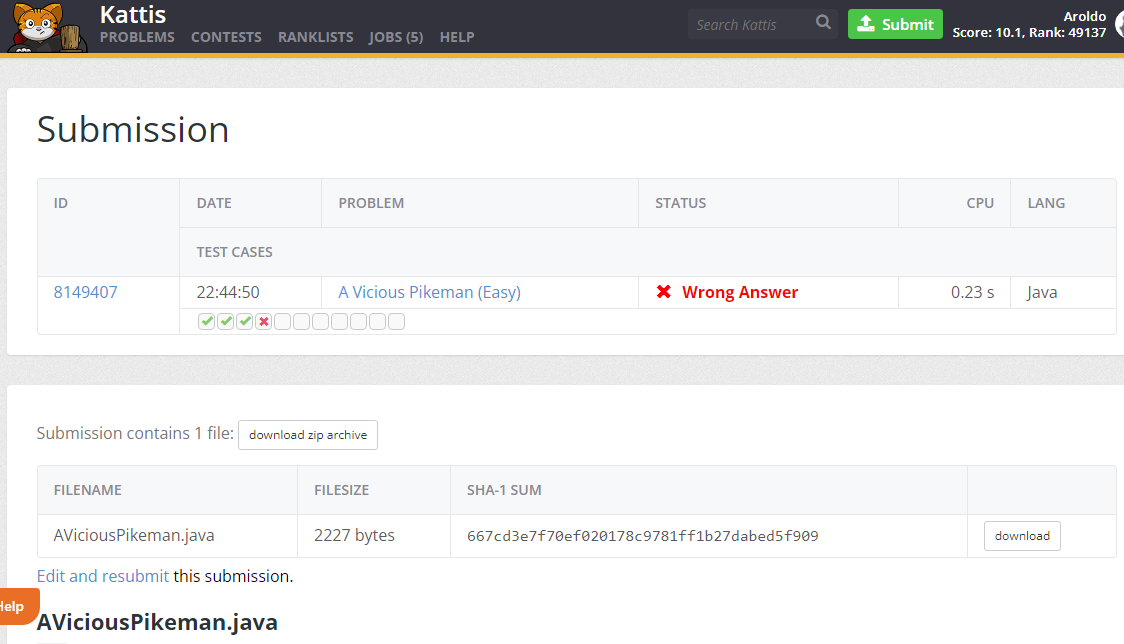 Kattis
PROBLEMS CONTESTS RANKLISTS JOBS (5) HELP
Search Kattis
Submit
Aroldo
Score: 10.1, Rank: 49137
Submission
ID DATE PROBLEM STATUS CPU LANG
TEST CASES
8149407 22:44:50 A Vicious Pikeman (Easy) Wrong Answer 0.23 s Java
Submission contains 1 file: download zip archive
FILENAME FILESIZE SHA-1 SUM
AViciousPikeman.java 2227 bytes 667cd3e7f70ef020178c9781ff1b27dabed5f909 download
Edit and resubmit this submission.
Help
AViciousPikeman.java